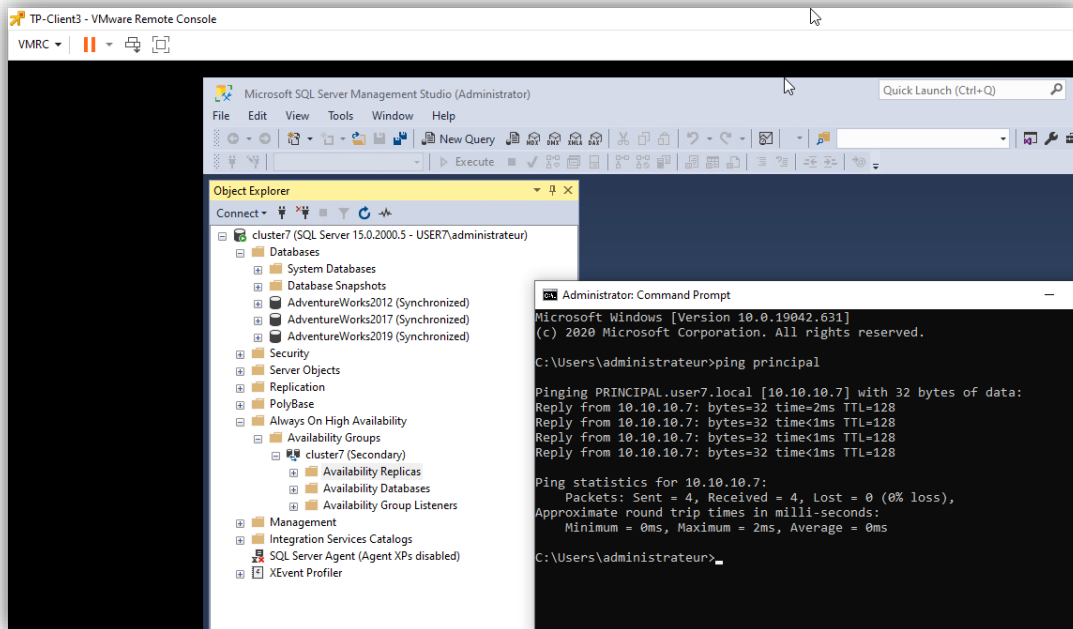 TP-Client3 - VMware Remote Console
VMRC
Microsoft SQL Server Management Studio (Administrator)
Quick Launch (Ctrl+Q)
File Edit View Tools Window Help
New Query MDX DMX XMLA DAX
Execute
Object Explorer
Connect
cluster7 (SQL Server 15.0.2000.5 - USER7\administrateur)
Databases
System Databases
Database Snapshots
AdventureWorks2012 (Synchronized)
AdventureWorks2017 (Synchronized)
AdventureWorks2019 (Synchronized)
Security
Server Objects
Replication
PolyBase
Always On High Availability
Availability Groups
cluster7 (Secondary)
Availability Replicas
Availability Databases
Availability Group Listeners
Management
Integration Services Catalogs
SQL Server Agent (Agent XPs disabled)
XEvent Profiler
Administrator: Command Prompt
Microsoft Windows [Version 10.0.19042.631]
(c) 2020 Microsoft Corporation. All rights reserved.
C:\Users\administrateur>ping principal
Pinging PRINCIPAL.user7.local [10.10.10.7] with 32 bytes of data:
Reply from 10.10.10.7: bytes=32 time=2ms TTL=128
Reply from 10.10.10.7: bytes=32 time<1ms TTL=128
Reply from 10.10.10.7: bytes=32 time<1ms TTL=128
Reply from 10.10.10.7: bytes=32 time<1ms TTL=128
Ping statistics for 10.10.10.7:
Packets: Sent = 4, Received = 4, Lost = 0 (0% loss),
Approximate round trip times in milli-seconds:
Minimum = 0ms, Maximum = 2ms, Average = 0ms
C:\Users\administrateur>